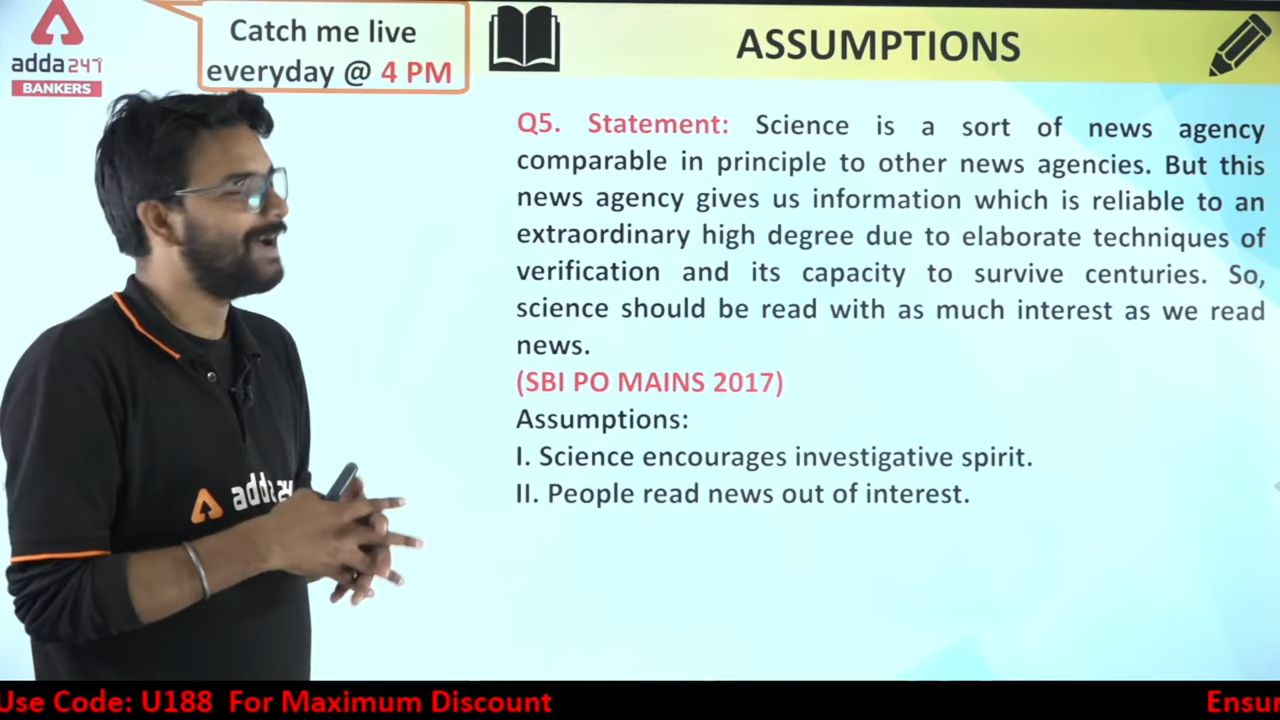 adda247
BANKERS
Catch me live
everyday @ 4 PM
ASSUMPTIONS
Q5. Statement: Science is a sort of news agency
comparable in principle to other news agencies. But this
news agency gives us information which is reliable to an
extraordinary high degree due to elaborate techniques of
verification and its capacity to survive centuries. So,
science should be read with as much interest as we read
news.
(SBI PO MAINS 2017)
Assumptions:
I. Science encourages investigative spirit.
II. People read news out of interest.
Use Code: U188 For Maximum Discount